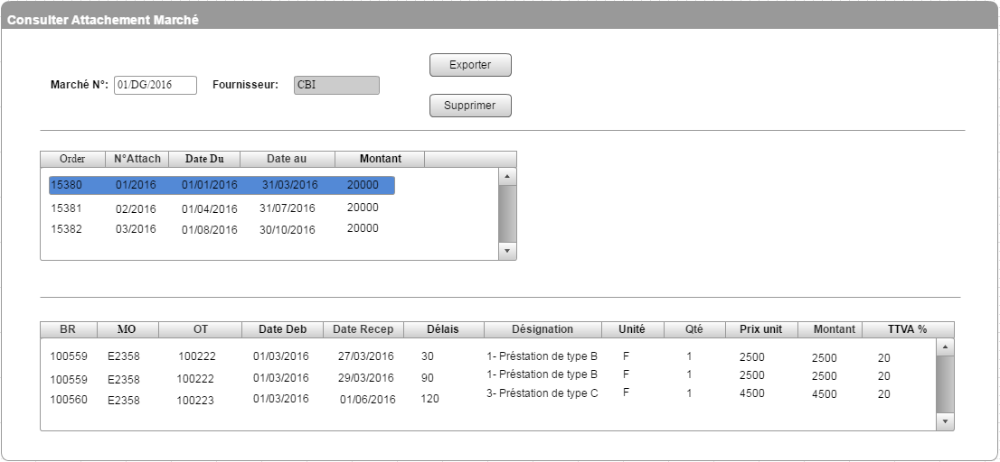 Consulter Attachement Marché
Exporter
Marché N°: 01/DG/2016 Fournisseur: CBI
Supprimer
Order N°Attach Date Du Date au Montant
15380 01/2016 01/01/2016 31/03/2016 20000
15381 02/2016 01/04/2016 31/07/2016 20000
15382 03/2016 01/08/2016 30/10/2016 20000
BR MO OT Date Deb Date Recep Délais Désignation Unité Qté Prix unit Montant TTVA %
100559 E2358 100222 01/03/2016 27/03/2016 30 1- Préstation de type B F 1 2500 2500 20
100559 E2358 100222 01/03/2016 29/03/2016 90 1- Préstation de type B F 1 2500 2500 20
100560 E2358 100223 01/03/2016 01/06/2016 120 3- Préstation de type C F 1 4500 4500 20